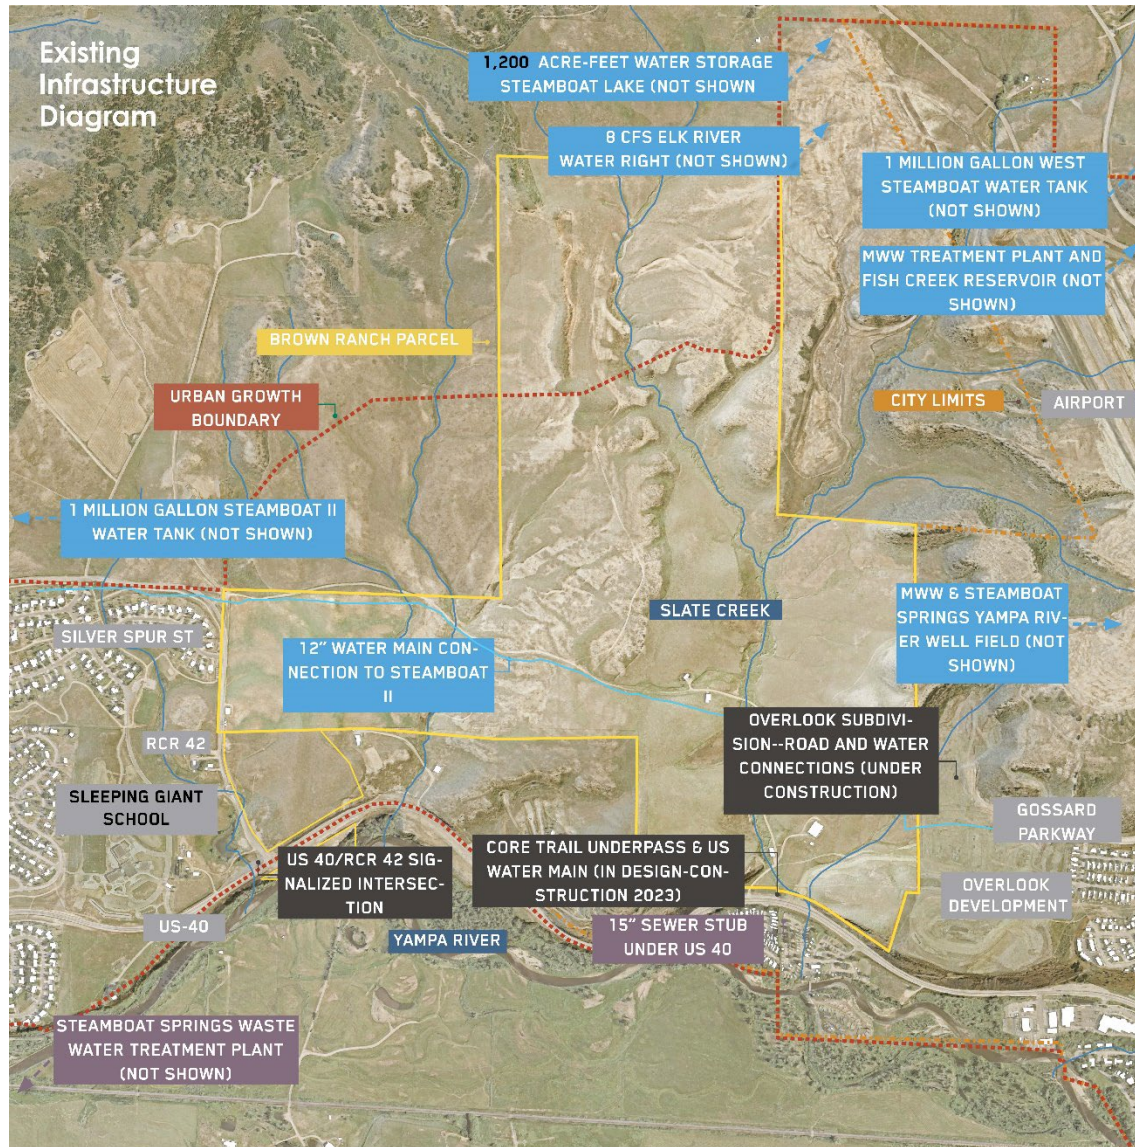 Existing
Infrastructure
Diagram
1,200 ACRE-FEET WATER STORAGE
STEAMBOAT LAKE (NOT SHOWN
8 CFS ELK RIVER
WATER RIGHT (NOT SHOWN)
1 MILLION GALLON WEST
STEAMBOAT WATER TANK
(NOT SHOWN)
MWW TREATMENT PLANT AND
FISH CREEK RESERVOIR (NOT
SHOWN)
BROWN RANCH PARCEL
URBAN GROWTH
BOUNDARY
CITY LIMITS
AIRPORT
1 MILLION GALLON STEAMBOAT II
WATER TANK (NOT SHOWN)
SLATE CREEK
MWW & STEAMBOAT
SPRINGS YAMPA RIV-
ER WELL FIELD (NOT
SHOWN)
SILVER SPUR ST
12" WATER MAIN CON-
NECTION TO STEAMBOAT
II
RCR 42
OVERLOOK SUBDIVI-
SION--ROAD AND WATER
CONNECTIONS (UNDER
CONSTRUCTION)
SLEEPING GIANT
SCHOOL
GOSSARD
PARKWAY
US 40/RCR 42 SIG-
NALIZED INTERSEC-
TION
CORE TRAIL UNDERPASS & US
WATER MAIN (IN DESIGN-CON-
STRUCTION 2023)
OVERLOOK
DEVELOPMENT
US-40
YAMPA RIVER
15" SEWER STUB
UNDER US 40
STEAMBOAT SPRINGS WASTE
WATER TREATMENT PLANT
(NOT SHOWN)